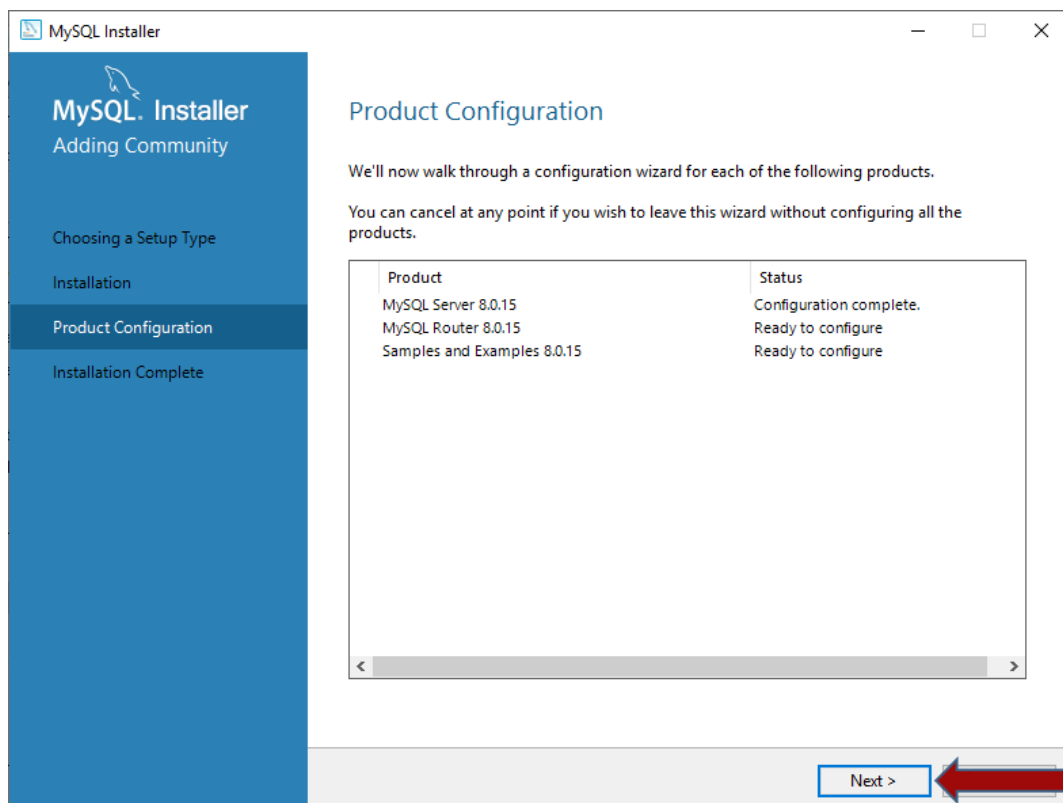 MySQL Installer
MySQL. Installer
Adding Community
Choosing a Setup Type
Installation
Product Configuration
Installation Complete
Product Configuration
We'll now walk through a configuration wizard for each of the following products.
You can cancel at any point if you wish to leave this wizard without configuring all the
products.
Product Status
MySQL Server 8.0.15 Configuration complete.
MySQL Router 8.0.15 Ready to configure
Samples and Examples 8.0.15 Ready to configure
Next >